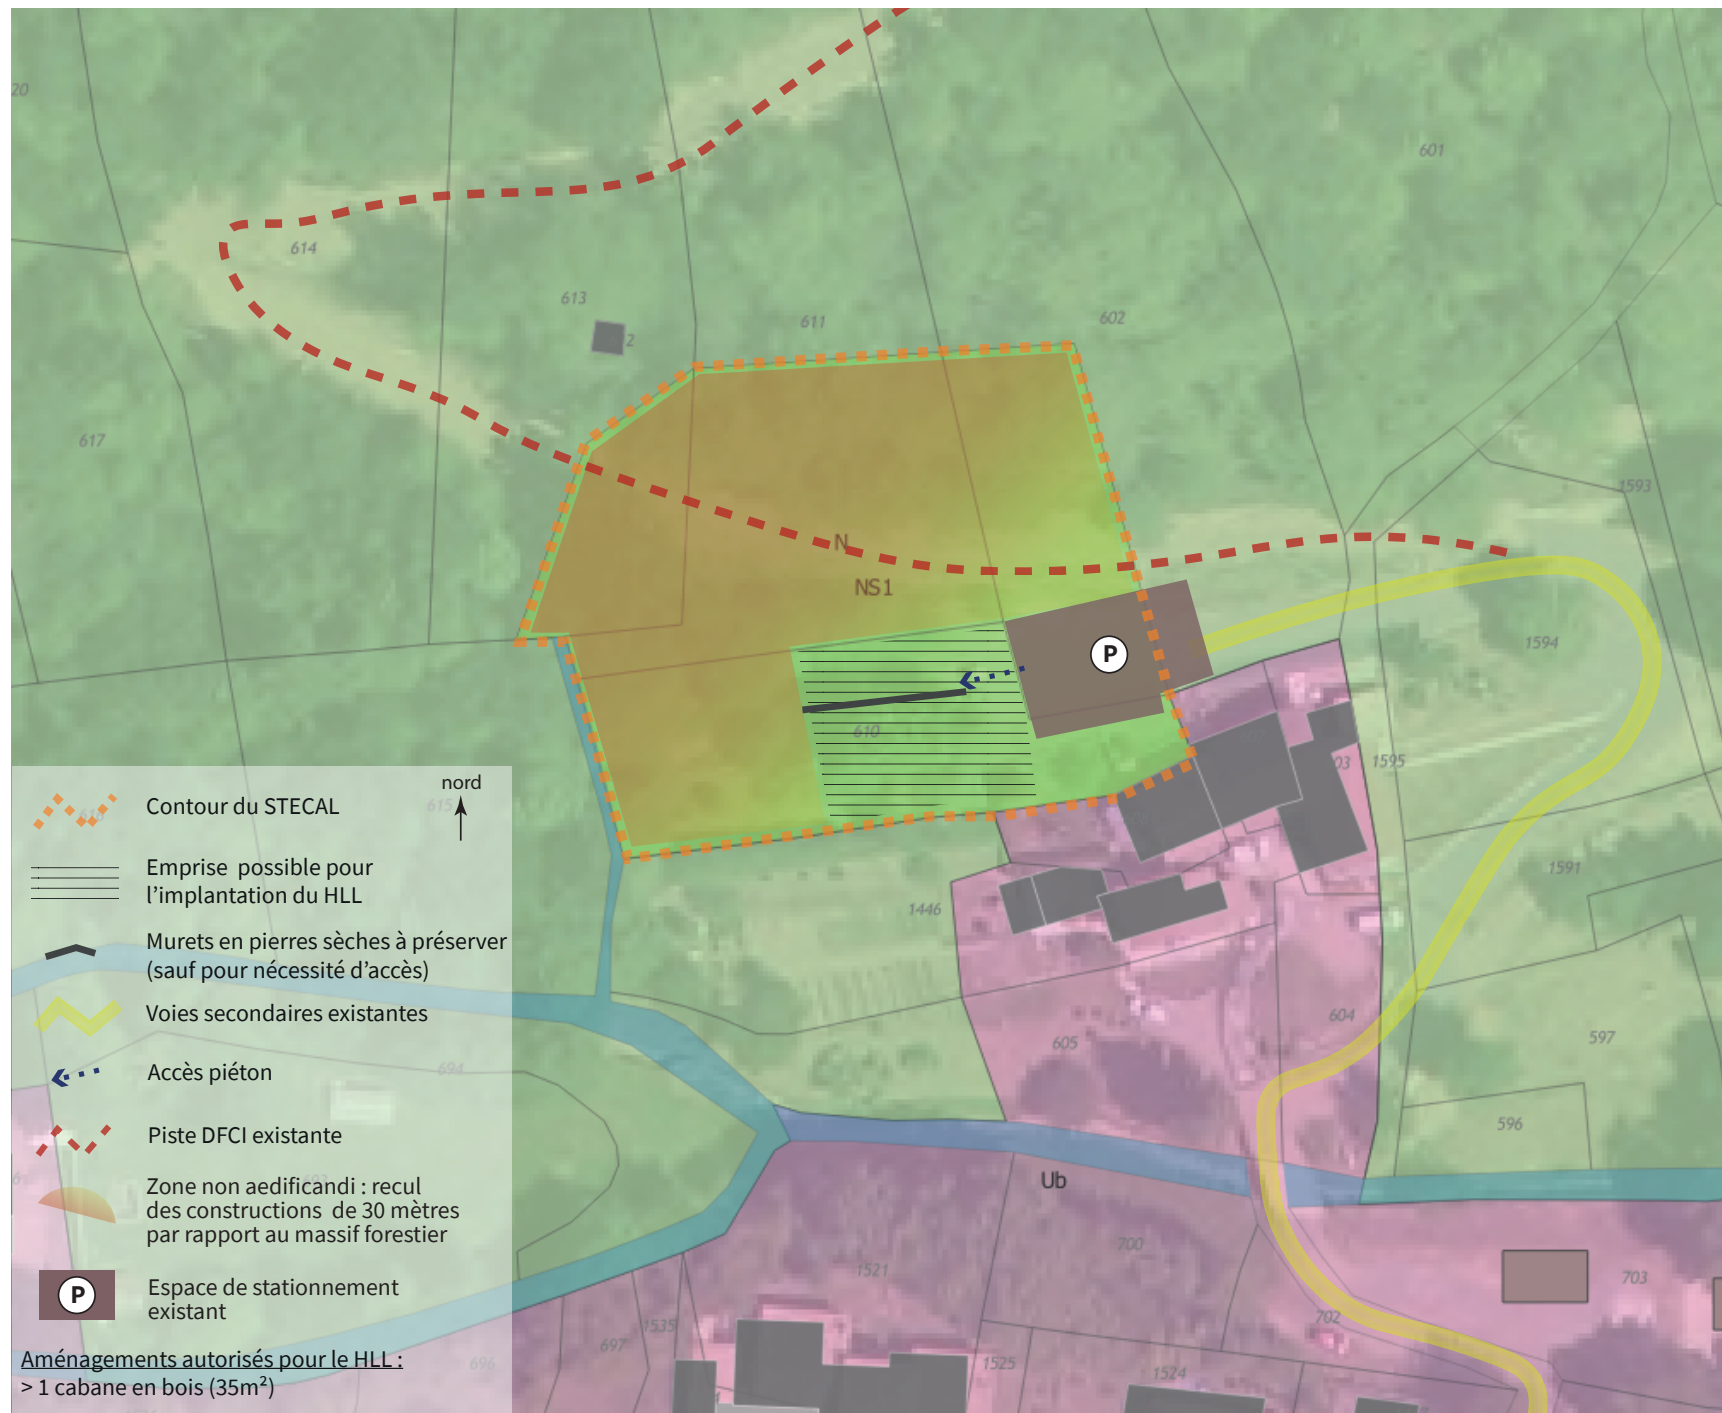 20
601
614
613
2
611
602
617
1593
N
NS1
P
1594
610
03
1595
1591
1446
604
605
597
596
Ub
700
1521
703
702
697
1535
1525
1524
696
694
615
nord
Contour du STECAL
Emprise possible pour
l'implantation du HLL
Murets en pierres sèches à préserver
(sauf pour nécessité d'accès)
Voies secondaires existantes
Accès piéton
Piste DFCI existante
Zone non aedificandi : recul
des constructions de 30 mètres
par rapport au massif forestier
P
Espace de stationnement
existant
Aménagements autorisés pour le HLL :
> 1 cabane en bois (35m²)